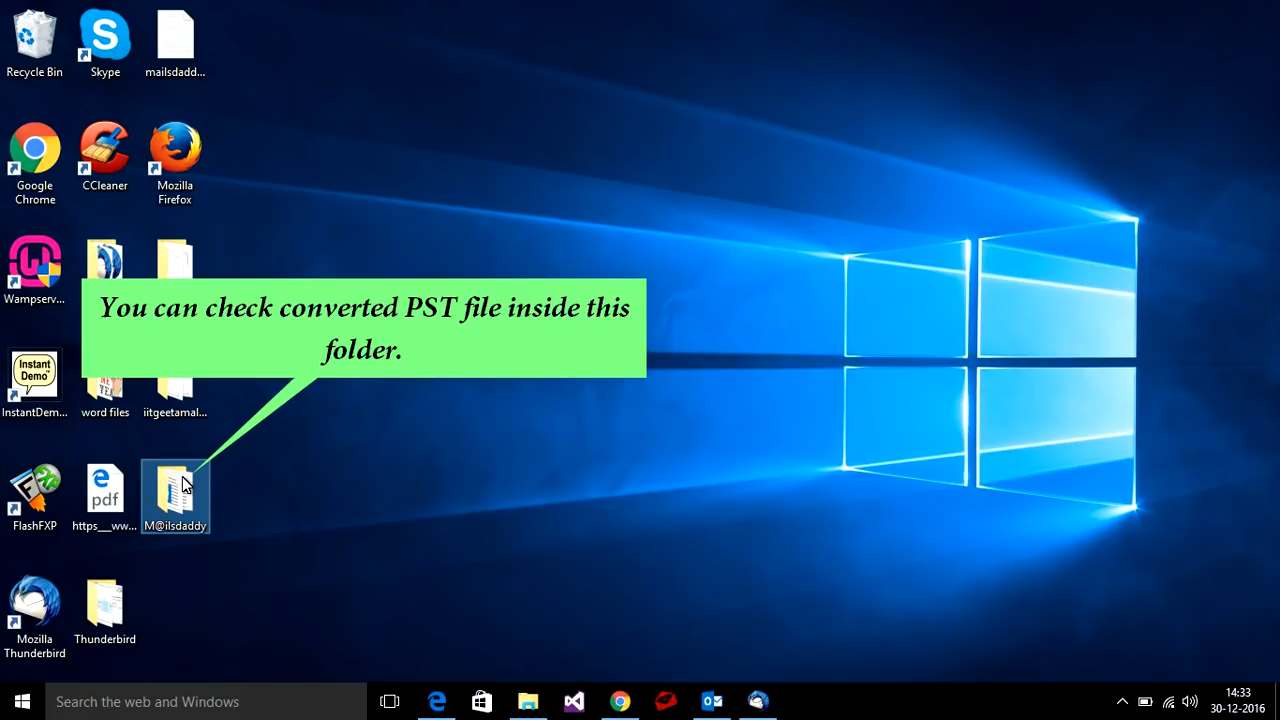 Recycle Bin
Skype
mailsdadd...
Google
Chrome
CCleaner
Mozilla
Firefox
Wampserv...
You can check converted PST file inside this
folder.
Instant
Demo
InstantDem...
word files
iitgeetamal...
FlashFXP
pdf
https__ww...
M@ilsdaddy
Mozilla
Thunderbird
Thunderbird
Search the web and Windows
14:33
30-12-2016